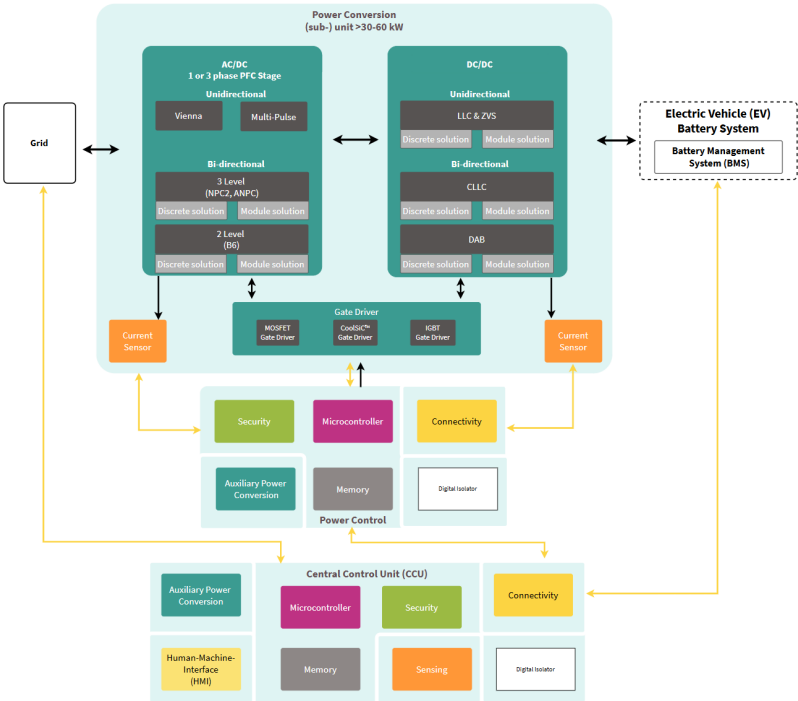 Power Conversion
(sub-) unit >30-60 kW
AC/DC
1 or 3 phase PFC Stage
Unidirectional
Vienna
Multi-Pulse
Bi-directional
3 Level
(NPC2, ANPC)
Discrete solution
Module solution
2 Level
(B6)
Discrete solution
Module solution
DC/DC
Unidirectional
LLC & ZVS
Discrete solution
Module solution
Bi-directional
CLLC
Discrete solution
Module solution
DAB
Discrete solution
Module solution
Grid
Electric Vehicle (EV)
Battery System
Battery Management
System (BMS)
Gate Driver
MOSFET
Gate Driver
CoolSiC™
Gate Driver
IGBT
Gate Driver
Current
Sensor
Current
Sensor
Security
Microcontroller
Connectivity
Auxiliary Power
Conversion
Memory
Digital Isolator
Power Control
Central Control Unit (CCU)
Auxiliary Power
Conversion
Microcontroller
Security
Connectivity
Human-Machine-
Interface
(HMI)
Memory
Sensing
Digital Isolator